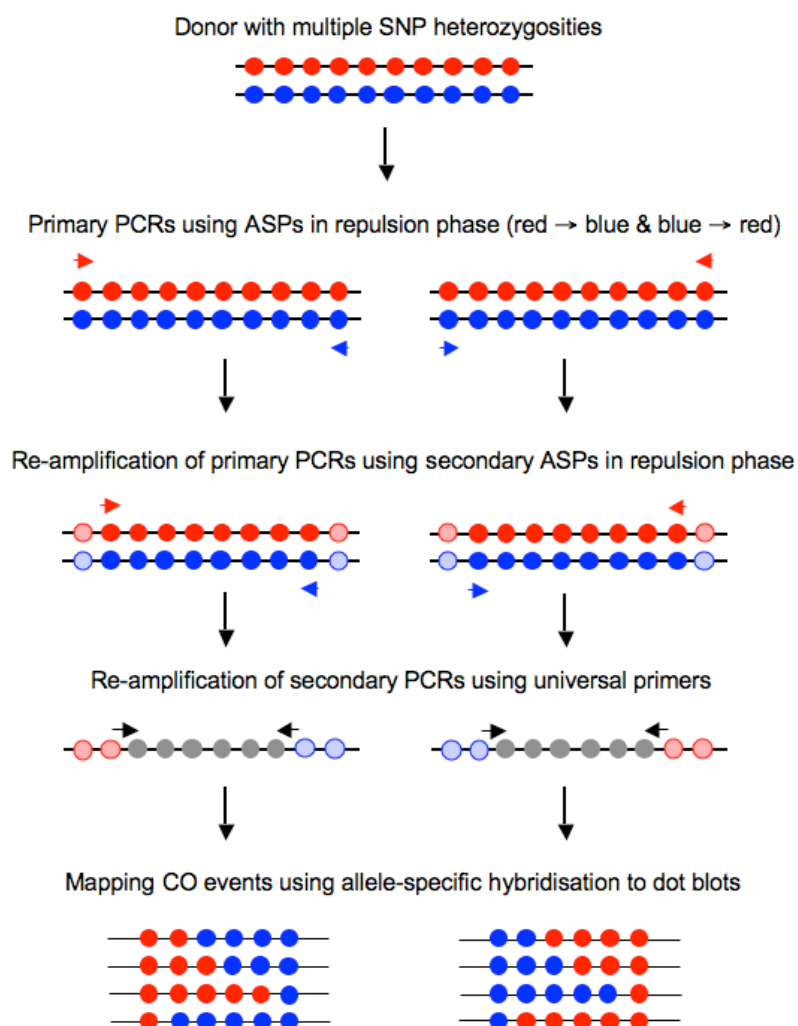 Donor with multiple SNP heterozygosities
Primary PCRs using ASPs in repulsion phase (red → blue & blue → red)
Re-amplification of primary PCRs using secondary ASPs in repulsion phase
Re-amplification of secondary PCRs using universal primers
Mapping CO events using allele-specific hybridisation to dot blots